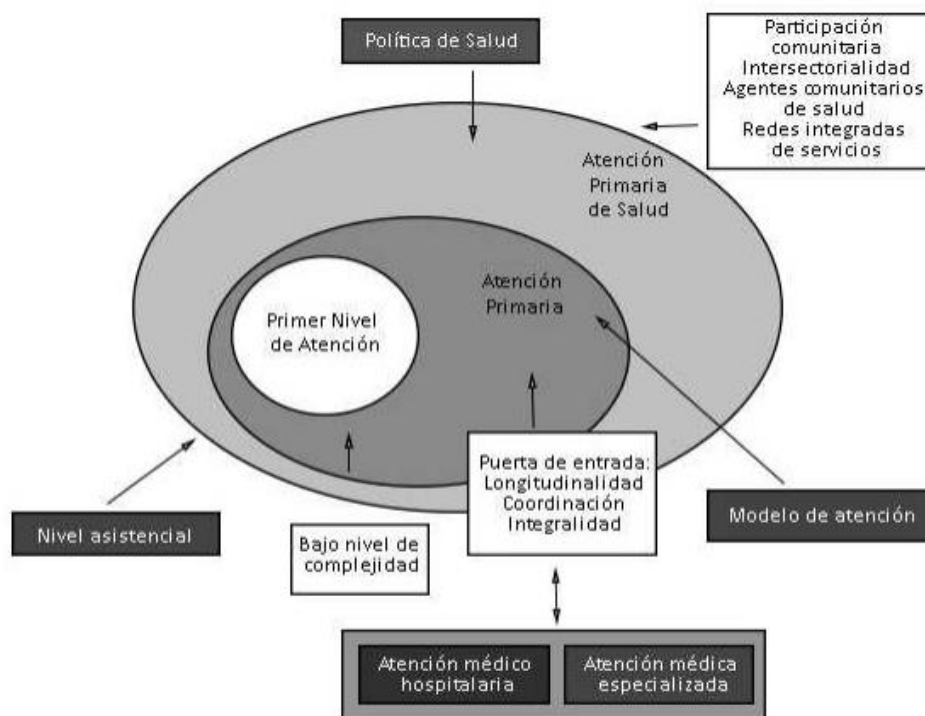 Política de Salud
Participación
comunitaria
Intersectorialidad
Agentes comunitarios
de salud
Redes integradas
de servicios
Atención
Primaria
de Salud
Atención
Primaria
Primer Nivel
de Atención
Puerta de entrada:
Longitudinalidad
Coordinación
Integralidad
Nivel asistencial
Bajo nivel de
complejidad
Modelo de atención
Atención médico
hospitalaria
Atención médica
especializada